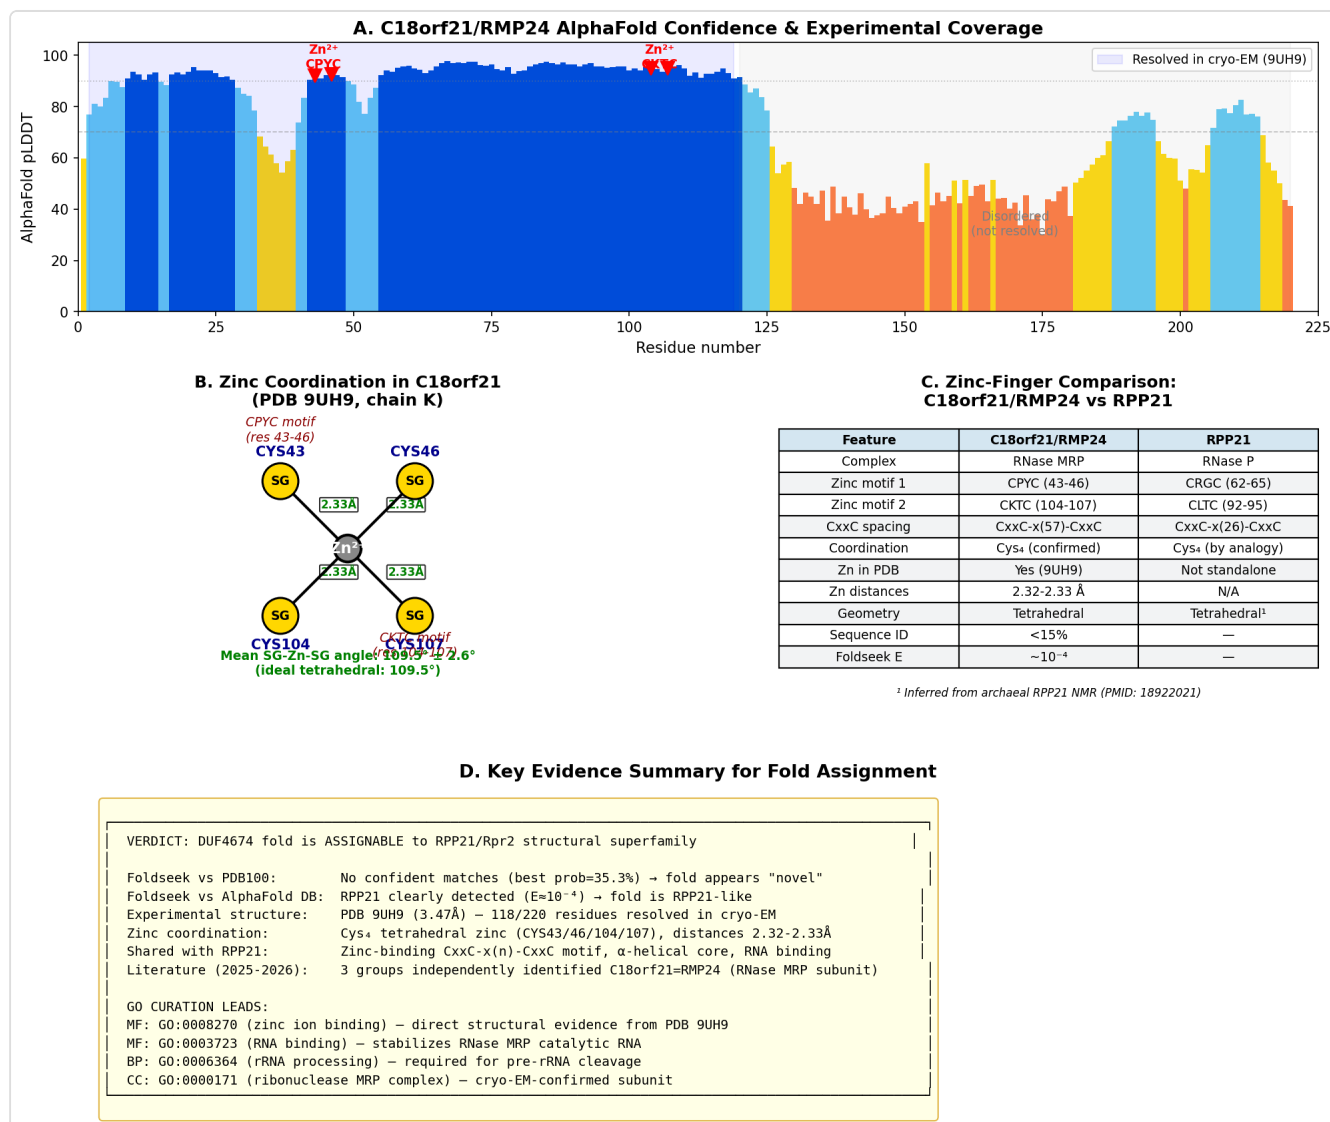 A. C18orf21/RMP24 AlphaFold Confidence & Experimental Coverage
Zn²⁺
CPYC
Zn²⁺
CKTC
Resolved in cryo-EM (9UH9)
100
80
60
40
20
0
AlphaFold pLDDT
Disordered
(not resolved)
0 25 50 75 100 125 150 175 200 225
Residue number
B. Zinc Coordination in C18orf21
(PDB 9UH9, chain K)
CPYC motif
(res 43-46)
CYS43 CYS46
SG SG
2.33Å 2.33Å
Zn²⁺
2.33Å 2.33Å
SG SG
CYS104 CYS107
CKTC motif
(res 104-107)
Mean SG-Zn-SG angle: 109.5° ± 2.6°
(ideal tetrahedral: 109.5°)
C. Zinc-Finger Comparison:
C18orf21/RMP24 vs RPP21
Feature C18orf21/RMP24 RPP21
Complex RNase MRP RNase P
Zinc motif 1 CPYC (43-46) CRGC (62-65)
Zinc motif 2 CKTC (104-107) CLTC (92-95)
CxxC spacing CxxC-x(57)-CxxC CxxC-x(26)-CxxC
Coordination Cys₄ (confirmed) Cys₄ (by analogy)
Zn in PDB Yes (9UH9) Not standalone
Zn distances 2.32-2.33 Å N/A
Geometry Tetrahedral Tetrahedral¹
Sequence ID <15% —
Foldseek E ~10⁻⁴ —
¹ Inferred from archaeal RPP21 NMR (PMID: 18922021)
D. Key Evidence Summary for Fold Assignment
VERDICT: DUF4674 fold is ASSIGNABLE to RPP21/Rpr2 structural superfamily
Foldseek vs PDB100: No confident matches (best prob=35.3%) → fold appears "novel"
Foldseek vs AlphaFold DB: RPP21 clearly detected (E≈10⁻⁴) → fold is RPP21-like
Experimental structure: PDB 9UH9 (3.47Å) — 118/220 residues resolved in cryo-EM
Zinc coordination: Cys₄ tetrahedral zinc (CYS43/46/104/107), distances 2.32-2.33Å
Shared with RPP21: Zinc-binding CxxC-x(n)-CxxC motif, α-helical core, RNA binding
Literature (2025-2026): 3 groups independently identified C18orf21=RMP24 (RNase MRP subunit)
GO CURATION LEADS:
MF: GO:0008270 (zinc ion binding) — direct structural evidence from PDB 9UH9
MF: GO:0003723 (RNA binding) — stabilizes RNase MRP catalytic RNA
BP: GO:0006364 (rRNA processing) — required for pre-rRNA cleavage
CC: GO:0000171 (ribonuclease MRP complex) — cryo-EM-confirmed subunit